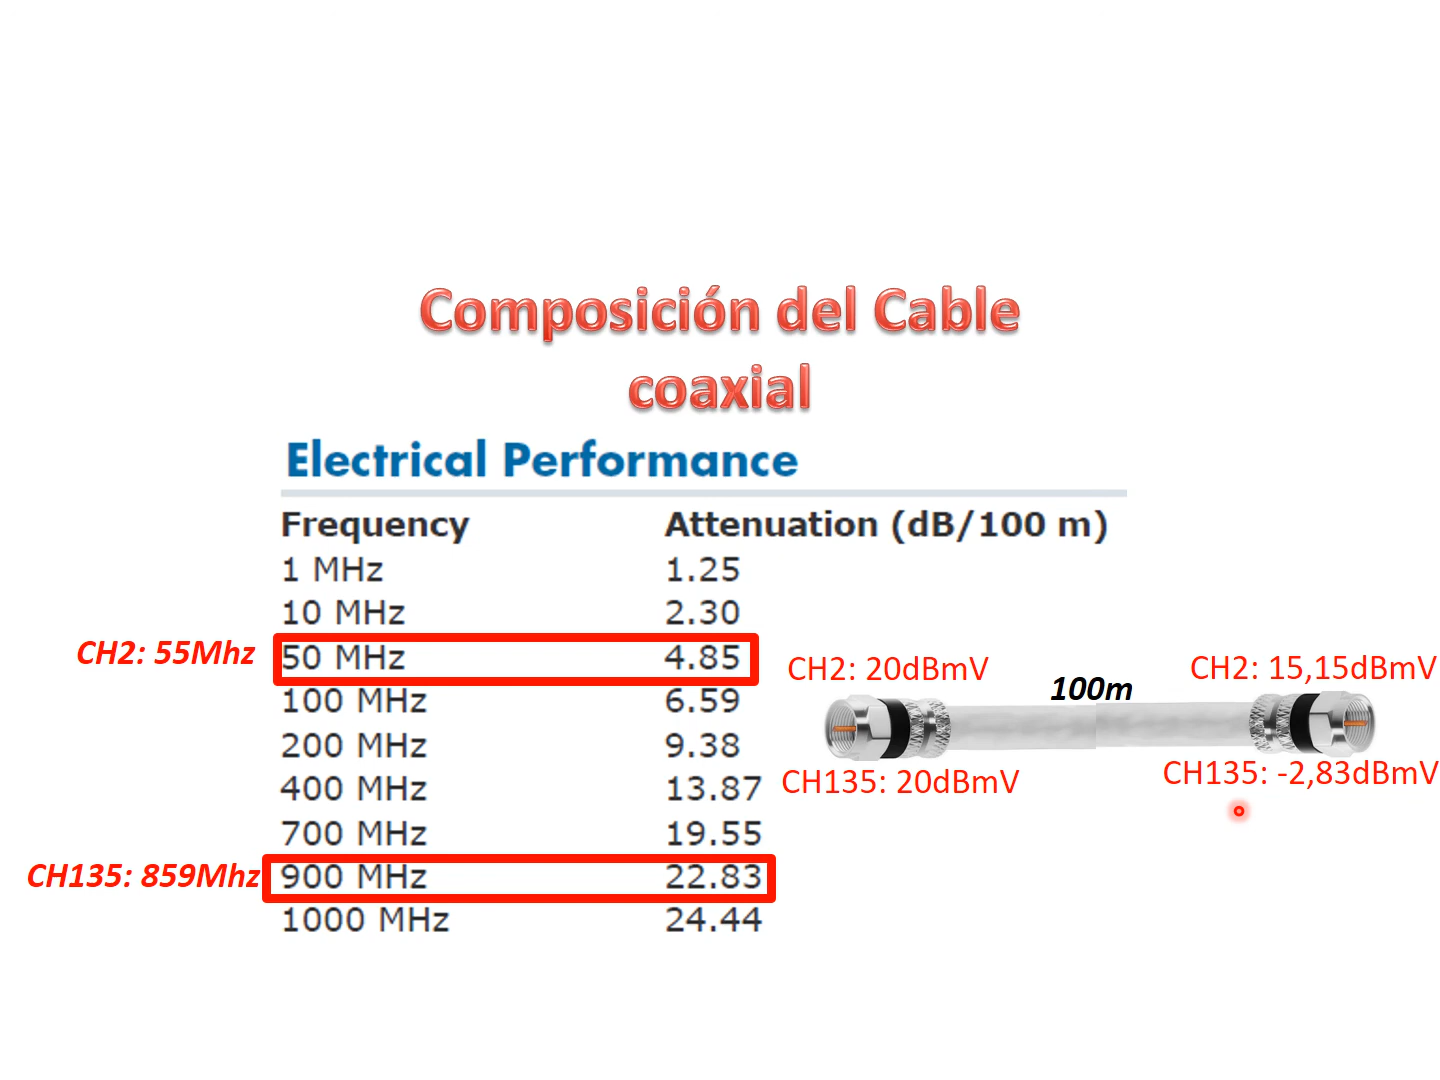 Composición del Cable
coaxial
Electrical Performance
Frequency Attenuation (dB/100 m)
1 MHz 1.25
10 MHz 2.30
CH2: 55Mhz 50 MHz 4.85
100 MHz 6.59
200 MHz 9.38
400 MHz 13.87
700 MHz 19.55
CH135: 859Mhz 900 MHz 22.83
1000 MHz 24.44
CH2: 20dBmV 100m CH2: 15,15dBmV
CH135: 20dBmV CH135: -2,83dBmV